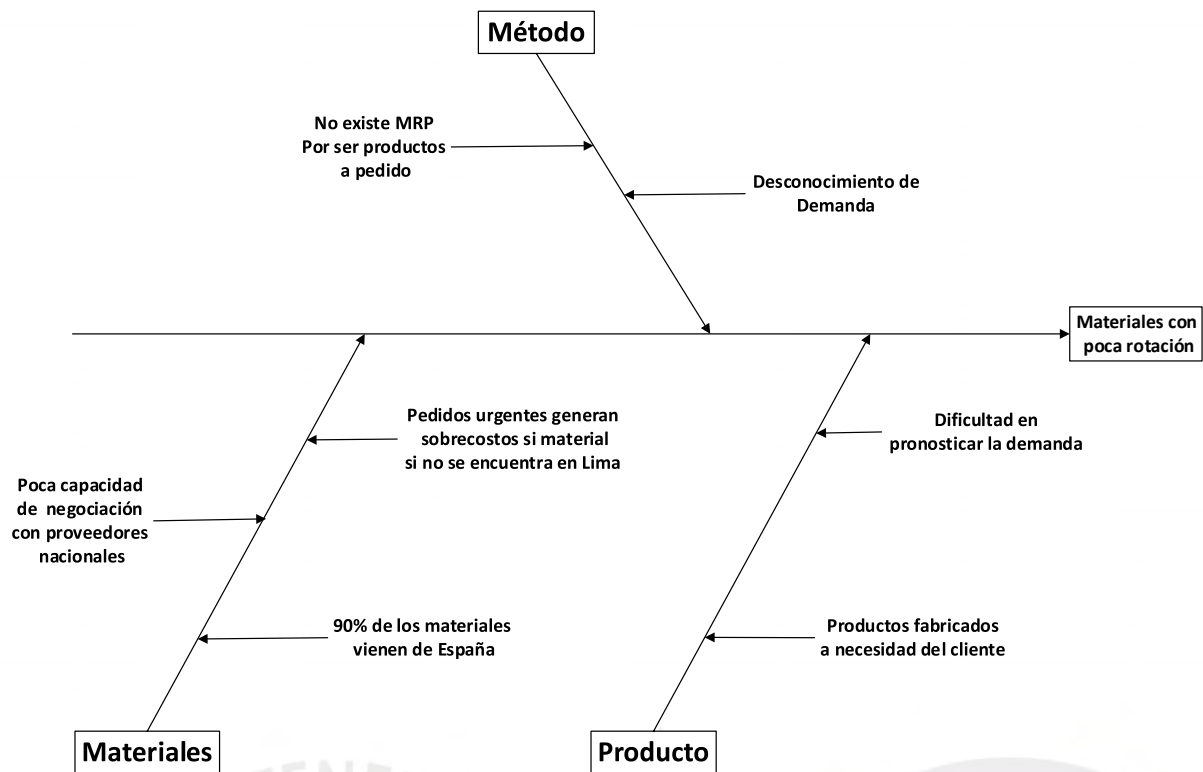 Método
No existe MRP
Por ser productos
a pedido
Desconocimiento de
Demanda
Materiales con
poca rotación
Pedidos urgentes generan
sobrecostos si material
si no se encuentra en Lima
Dificultad en
pronosticar la demanda
Poca capacidad
de negociación
con proveedores
nacionales
90% de los materiales
vienen de España
Productos fabricados
a necesidad del cliente
Materiales
Producto